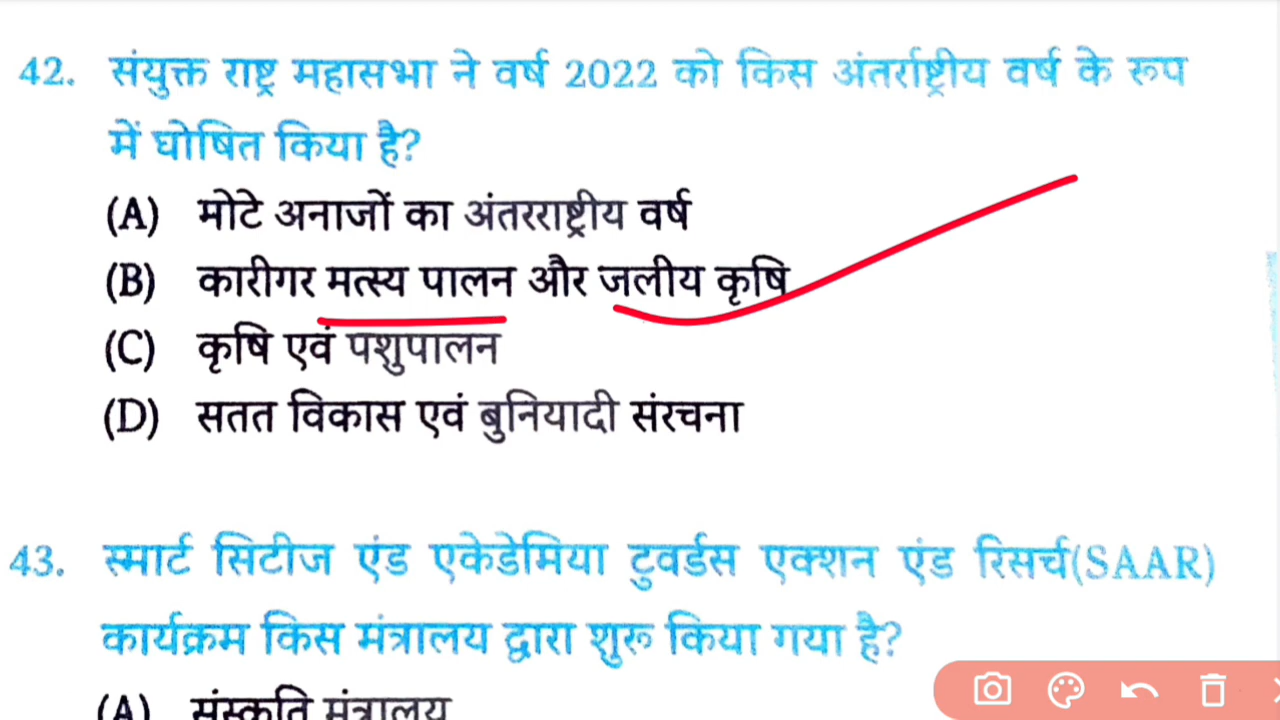 42. संयुक्त राष्ट्र महासभा ने वर्ष 2022 को किस अंतर्राष्ट्रीय वर्ष के रूप
में घोषित किया है?
(A) मोटे अनाजों का अंतरराष्ट्रीय वर्ष
(B) कारीगर मत्स्य पालन और जलीय कृषि
(C) कृषि एवं पशुपालन
(D) सतत विकास एवं बुनियादी संरचना
43. स्मार्ट सिटीज एंड एकेडेमिया टुवर्डस एक्शन एंड रिसर्च(SAAR)
कार्यक्रम किस मंत्रालय द्वारा शुरू किया गया है?
(A) संस्कृति मंत्रालय